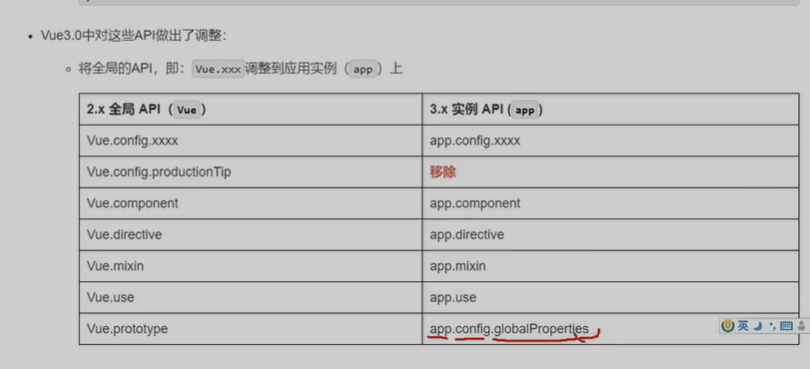 Vue3.0中对这些API做出了调整：
将全局的API，即：Vue.xxx调整到应用实例（app）上
2.x 全局 API（Vue） 3.x 实例 API (app)
Vue.config.xxxx app.config.xxxx
Vue.config.productionTip 移除
Vue.component app.component
Vue.directive app.directive
Vue.mixin app.mixin
Vue.use app.use
Vue.prototype app.config.globalProperties
英